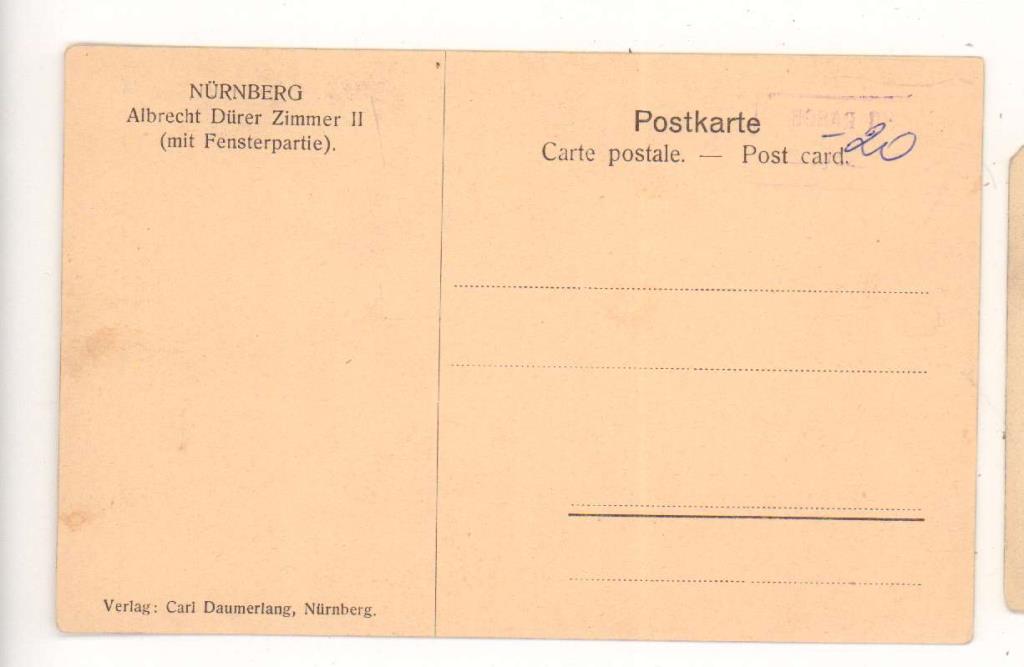 NÜRNBERG
Albrecht Dürer Zimmer II
(mit Fensterpartie).
Postkarte
Carte postale. — Post card.
-20
Verlag: Carl Daumerlang, Nürnberg.